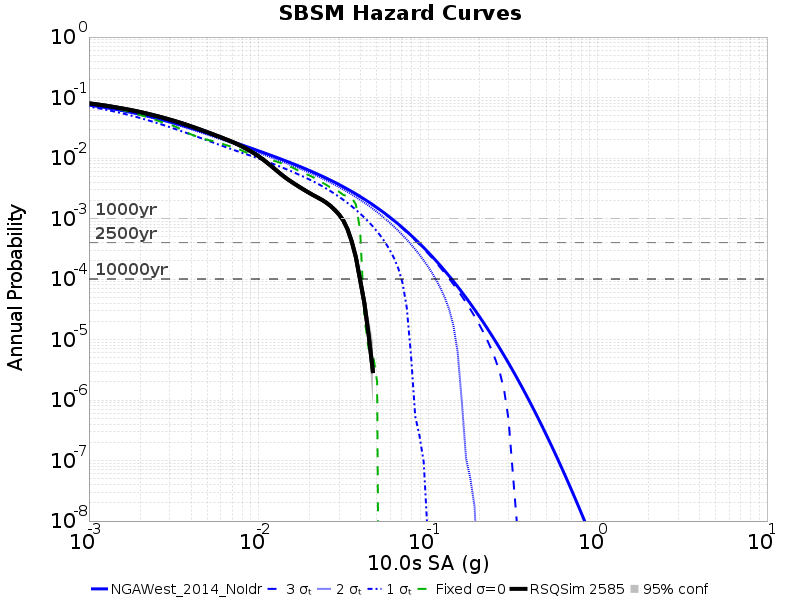 SBSM Hazard Curves
Annual Probability
10^0
10^-1
10^-2
10^-3
10^-4
10^-5
10^-6
10^-7
10^-8
1000yr
2500yr
10000yr
10^-3 10^-2 10^-1 10^0 10^1
10.0s SA (g)
NGAWest_2014_NoIdr 3 σₜ 2 σₜ 1 σₜ Fixed σ=0 RSQSim 2585 95% conf